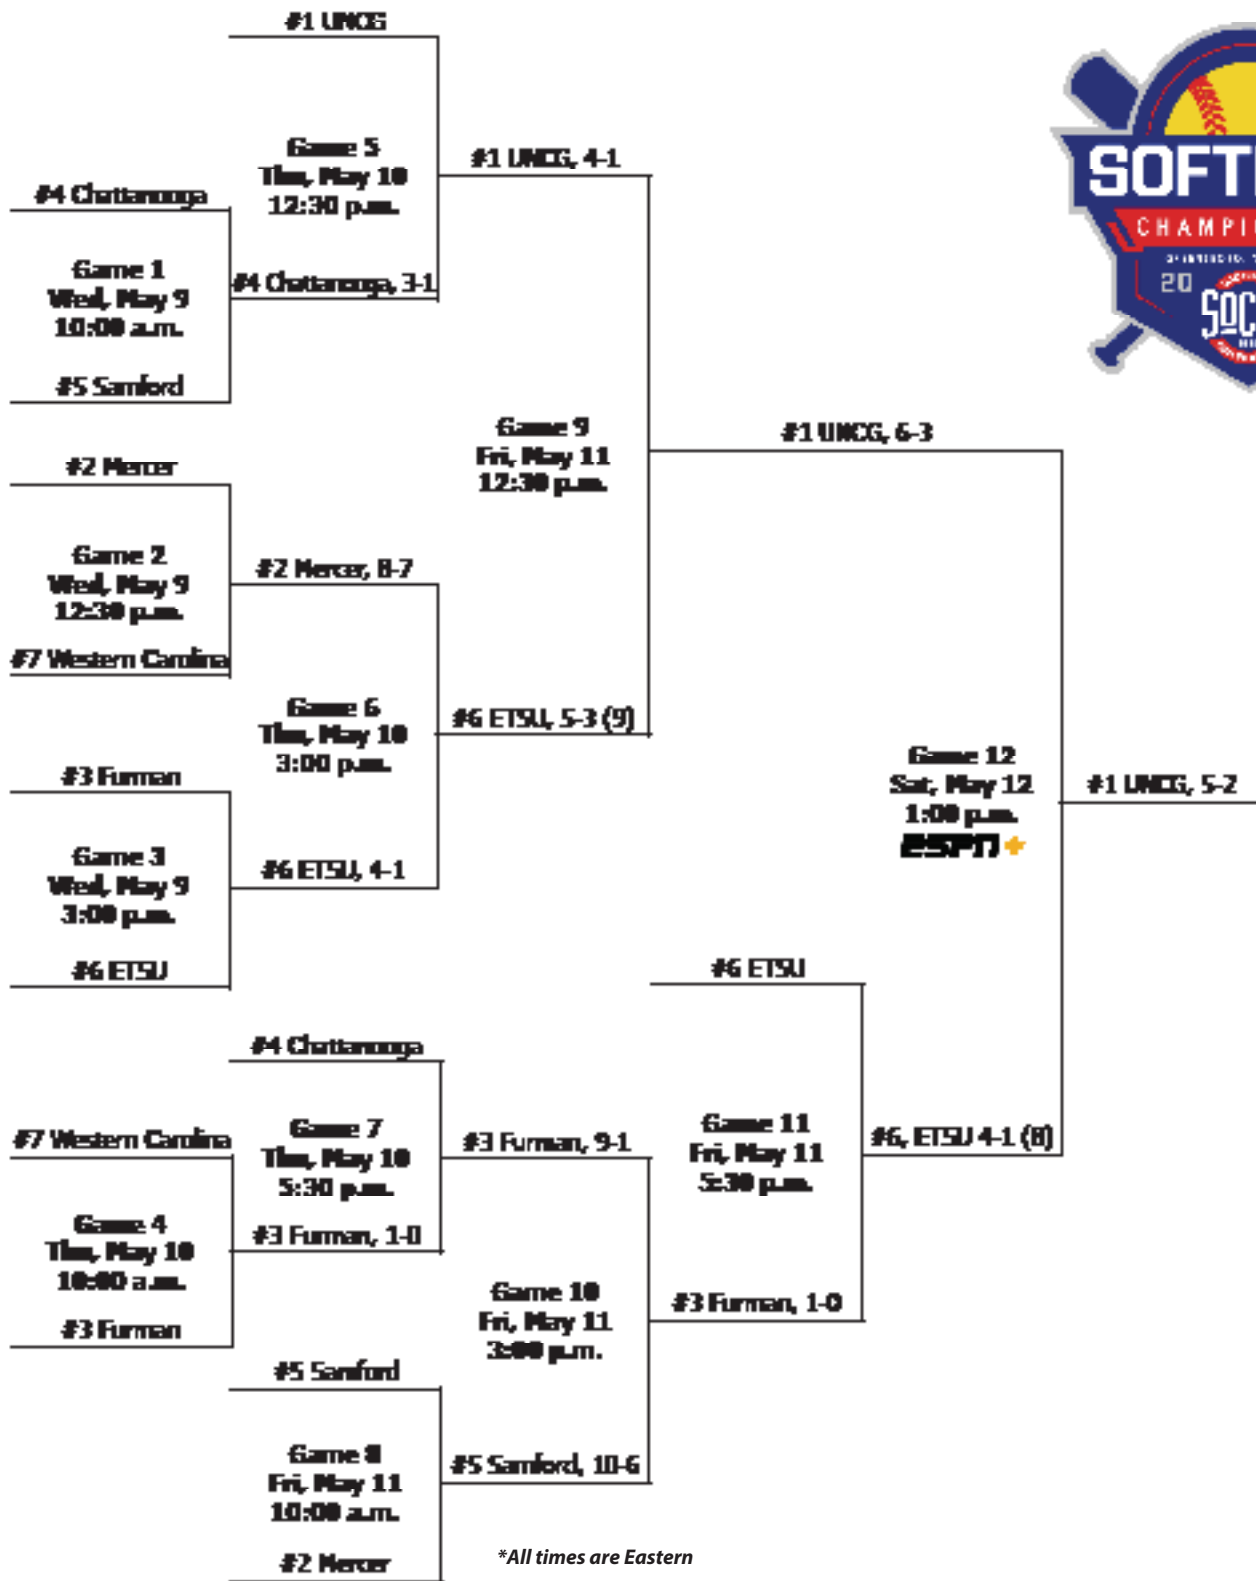 #1 UNCG
Game 5
Thu, May 10
12:30 p.m.
#1 UNCG, 4-1
#4 Chattanooga
Game 1
Wed, May 9
10:00 a.m.
#4 Chattanooga, 3-1
#5 Samford
#2 Mercer
Game 2
Wed, May 9
12:30 p.m.
#2 Mercer, 8-7
#7 Western Carolina
Game 6
Thu, May 10
3:00 p.m.
#6 ETSU, 5-3 (9)
#3 Furman
Game 3
Wed, May 9
3:00 p.m.
#6 ETSU, 4-1
#6 ETSU
Game 9
Fri, May 11
12:30 p.m.
#1 UNCG, 6-3
Game 12
Sat, May 12
1:00 p.m.
ESPN+
#1 UNCG, 5-2
#6 ETSU
#4 Chattanooga
Game 7
Thu, May 10
5:30 p.m.
#3 Furman, 9-1
#7 Western Carolina
Game 4
Thu, May 10
10:00 a.m.
#3 Furman, 1-0
#3 Furman
Game 11
Fri, May 11
5:30 p.m.
#6, ETSU 4-1 (8)
Game 10
Fri, May 11
3:00 p.m.
#3 Furman, 1-0
#5 Samford
Game 8
Fri, May 11
10:00 a.m.
#5 Samford, 10-6
#2 Mercer
*All times are Eastern
SOFT
CHAMPI
20
SOC